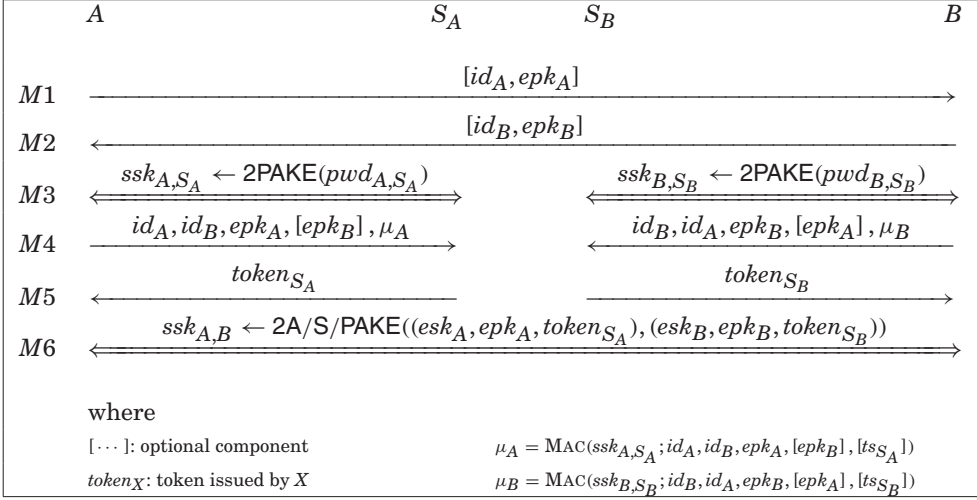 A S_A S_B B
M1 [id_A, epk_A]
M2 [id_B, epk_B]
M3 ssk_{A,S_A} ← 2PAKE(pwd_{A,S_A}) ssk_{B,S_B} ← 2PAKE(pwd_{B,S_B})
M4 id_A, id_B, epk_A, [epk_B], μ_A id_B, id_A, epk_B, [epk_A], μ_B
M5 token_{S_A} token_{S_B}
M6 ssk_{A,B} ← 2A/S/PAKE((esk_A, epk_A, token_{S_A}), (esk_B, epk_B, token_{S_B}))
where
[⋯]: optional component μ_A = MAC(ssk_{A,S_A}; id_A, id_B, epk_A, [epk_B], [ts_{S_A}])
token_X: token issued by X μ_B = MAC(ssk_{B,S_B}; id_B, id_A, epk_B, [epk_A], [ts_{S_B}])